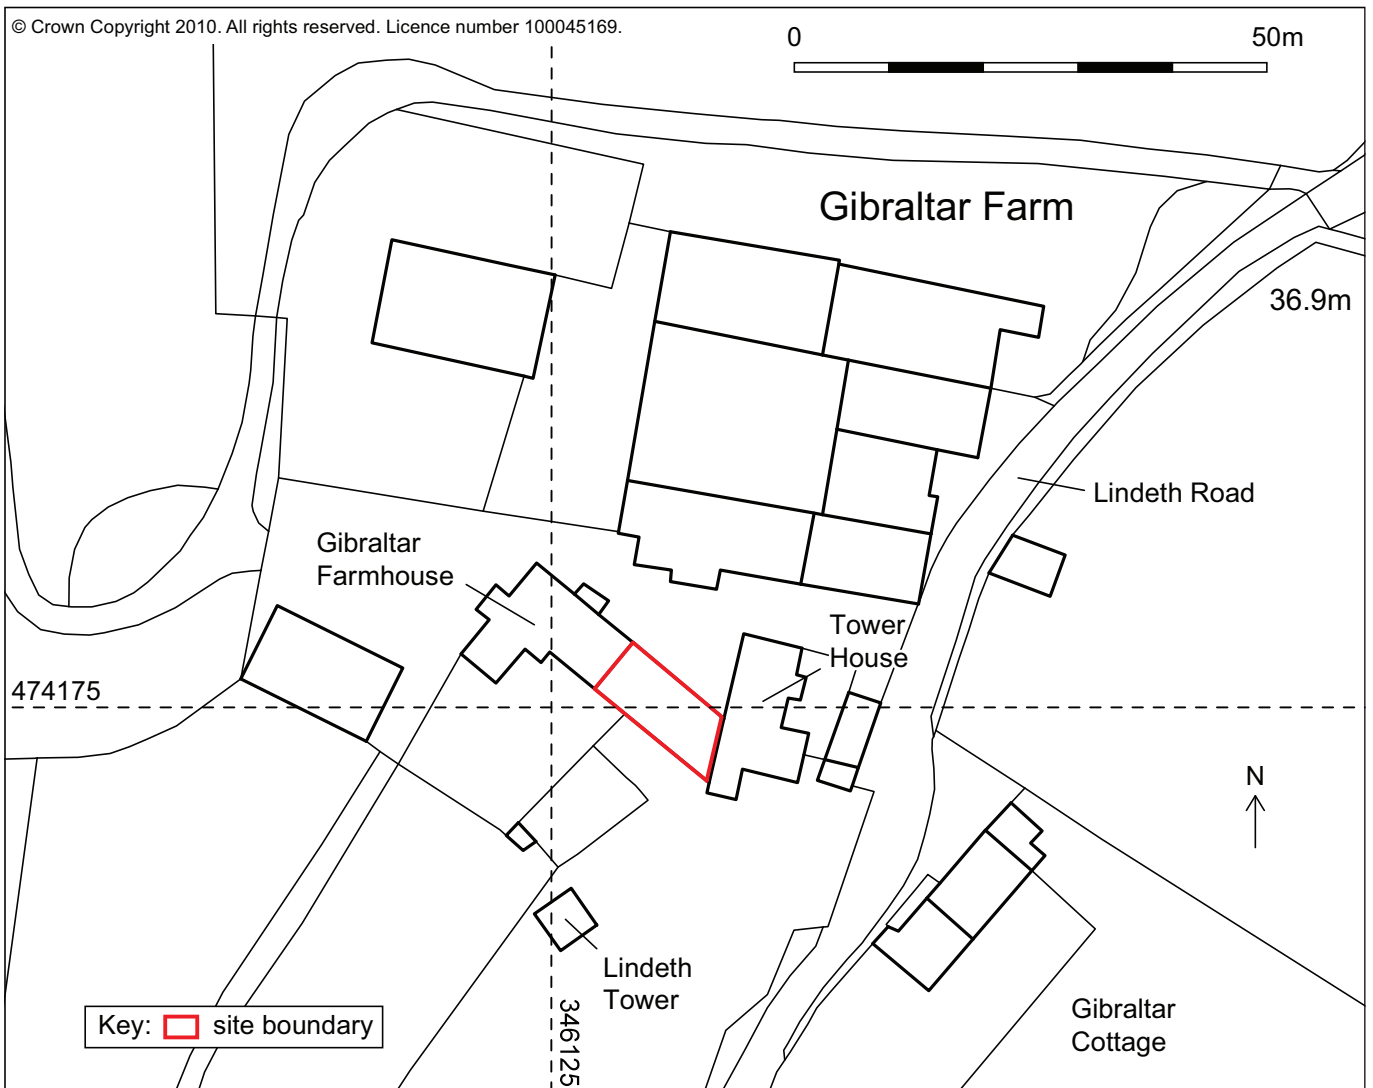 © Crown Copyright 2010. All rights reserved. Licence number 100045169.
0
50m
Gibraltar Farm
36.9m
Lindeth Road
Gibraltar
Farmhouse
Tower
House
474175
N
Lindeth
Tower
346125
Gibraltar
Cottage
Key: site boundary